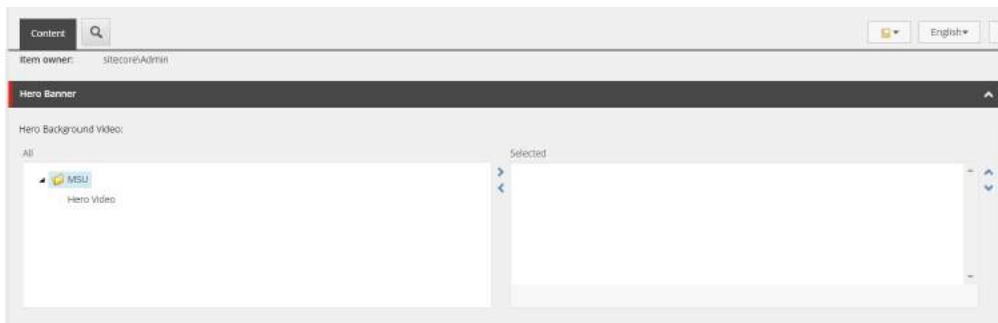 Content
English
Item owner: sitecore\Admin
Hero Banner
Hero Background Video:
All
Selected
MSU
Hero Video